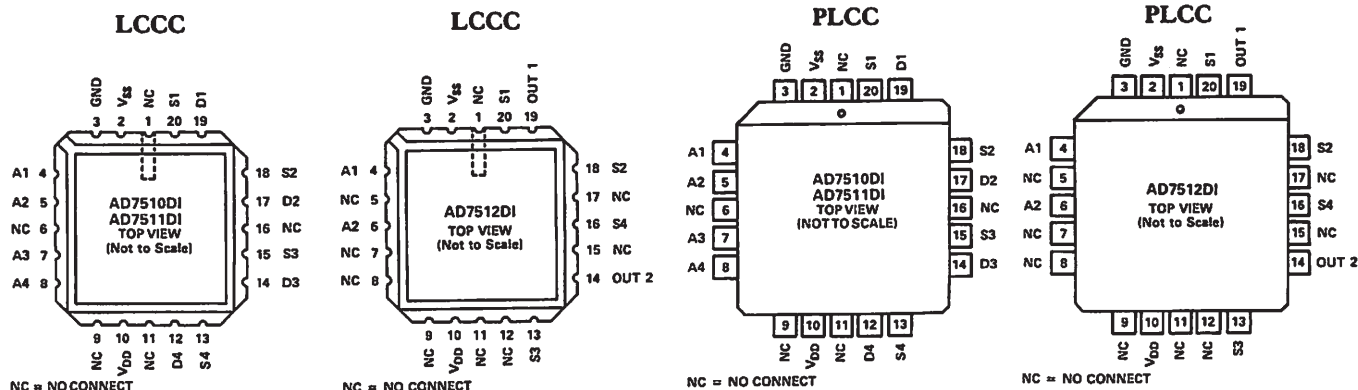 LCCC
GND
VSS
NC
S1
D1
3 2 1 20 19
A1 4
A2 5
NC 6
A3 7
A4 8
AD7510DI
AD7511DI
TOP VIEW
(Not to Scale)
18 S2
17 D2
16 NC
15 S3
14 D3
9 10 11 12 13
NC
VDD
NC
D4
S4
NC = NO CONNECT
LCCC
GND
VSS
NC
S1
OUT 1
3 2 1 20 19
A1 4
NC 5
A2 6
NC 7
NC 8
AD7512DI
TOP VIEW
(Not to Scale)
18 S2
17 NC
16 S4
15 NC
14 OUT 2
9 10 11 12 13
NC
VDD
NC
NC
S3
NC = NO CONNECT
PLCC
GND
VSS
NC
S1
D1
3 2 1 20 19
A1 4
A2 5
NC 6
A3 7
A4 8
AD7510DI
AD7511DI
TOP VIEW
(NOT TO SCALE)
18 S2
17 D2
16 NC
15 S3
14 D3
9 10 11 12 13
NC
VDD
NC
D4
S4
NC = NO CONNECT
PLCC
GND
VSS
NC
S1
OUT 1
3 2 1 20 19
A1 4
NC 5
A2 6
NC 7
NC 8
AD7512DI
TOP VIEW
(Not to Scale)
18 S2
17 NC
16 S4
15 NC
14 OUT 2
9 10 11 12 13
NC
VDD
NC
NC
S3
NC = NO CONNECT